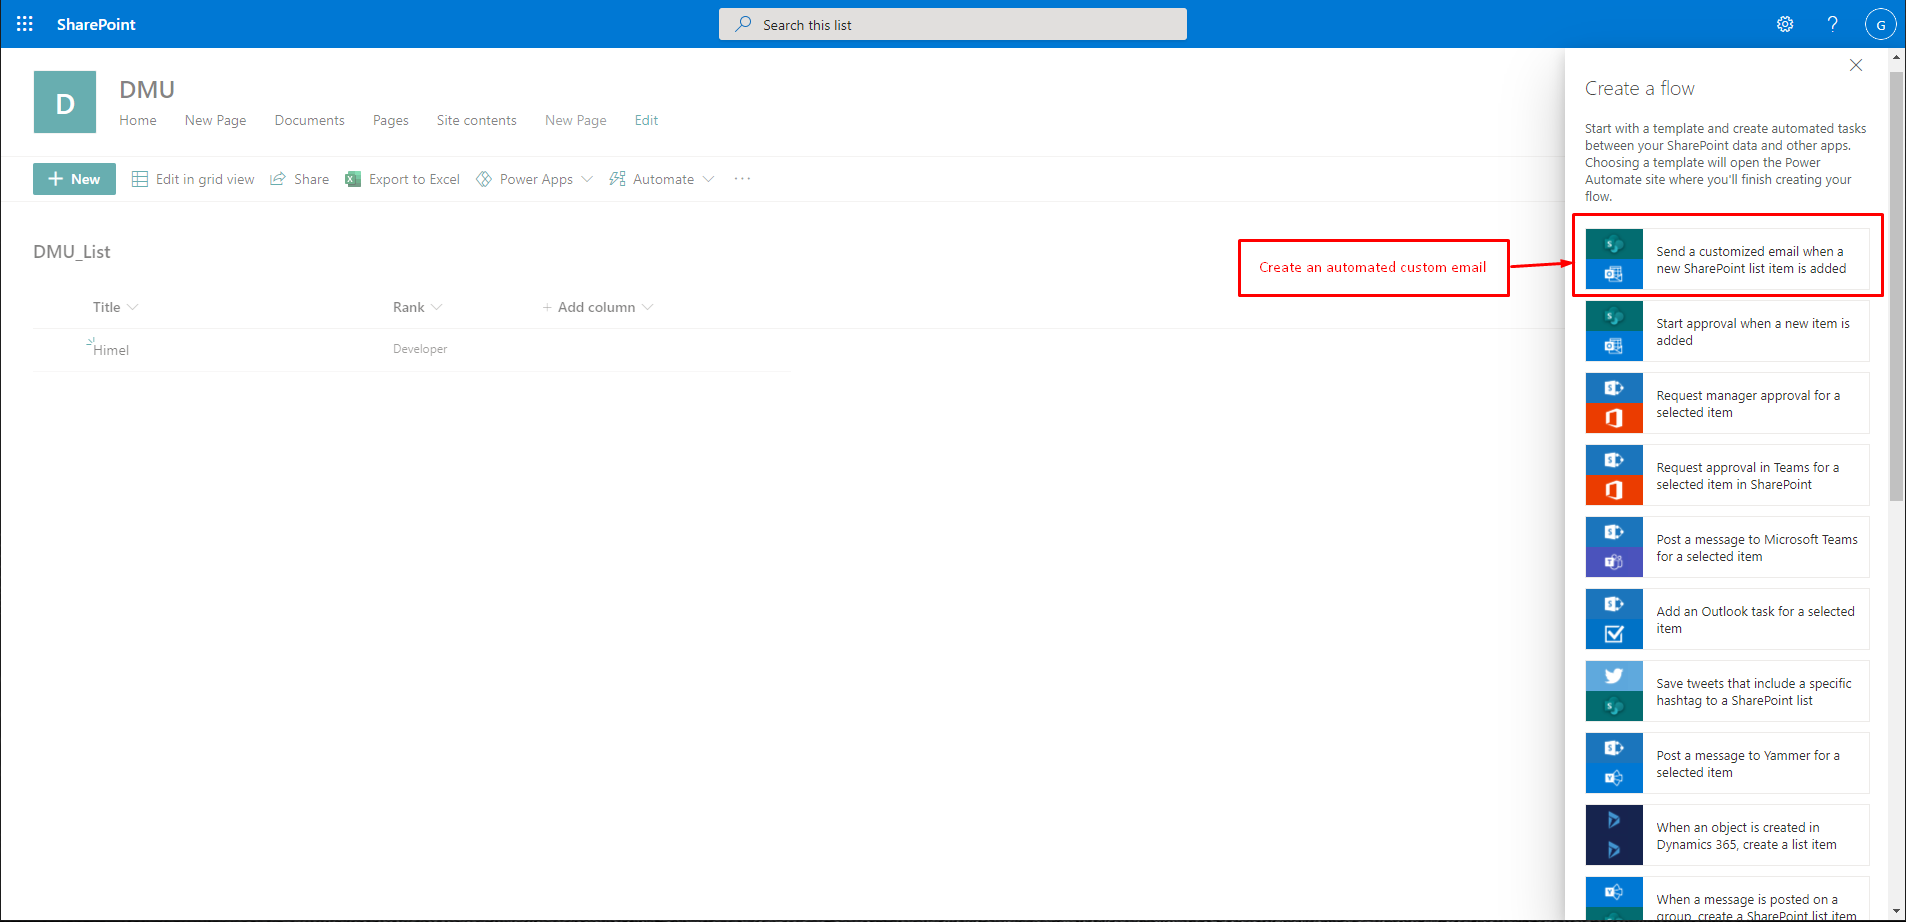 SharePoint
Search this list
?
G
D
DMU
Home New Page Documents Pages Site contents New Page Edit
+ New Edit in grid view Share Export to Excel Power Apps Automate ...
DMU_List
Title Rank + Add column
Himel Developer
Create an automated custom email
Create a flow
Start with a template and create automated tasks
between your SharePoint data and other apps.
Choosing a template will open the Power
Automate site where you'll finish creating your
flow.
Send a customized email when a
new SharePoint list item is added
Start approval when a new item is
added
Request manager approval for a
selected item
Request approval in Teams for a
selected item in SharePoint
Post a message to Microsoft Teams
for a selected item
Add an Outlook task for a selected
item
Save tweets that include a specific
hashtag to a SharePoint list
Post a message to Yammer for a
selected item
When an object is created in
Dynamics 365, create a list item
When a message is posted on a
group, create a SharePoint list item